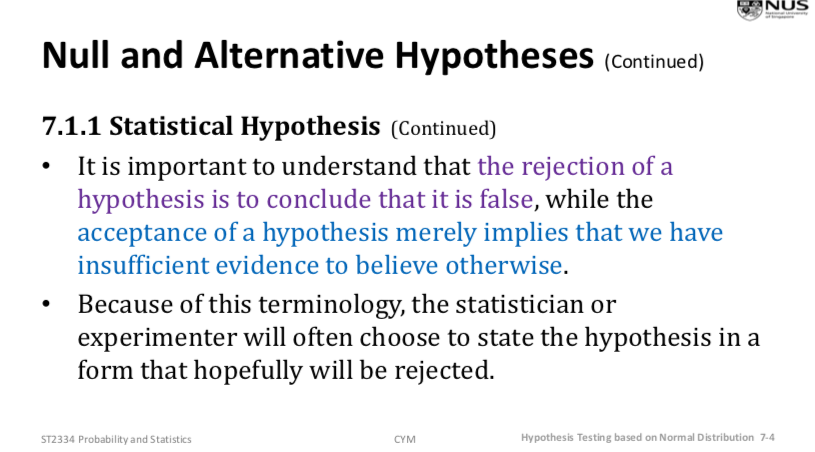 NUS
National University
of Singapore
Null and Alternative Hypotheses (Continued)
7.1.1 Statistical Hypothesis (Continued)
• It is important to understand that the rejection of a
hypothesis is to conclude that it is false, while the
acceptance of a hypothesis merely implies that we have
insufficient evidence to believe otherwise.
• Because of this terminology, the statistician or
experimenter will often choose to state the hypothesis in a
form that hopefully will be rejected.
ST2334 Probability and Statistics
CYM
Hypothesis Testing based on Normal Distribution 7-4